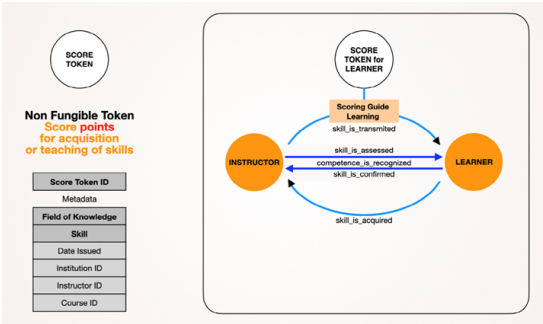 SCORE
TOKEN
Non Fungible Token
Score points
for acquisition
or teaching of skills
Score Token ID
Metadata
Field of Knowledge
Skill
Date Issued
Institution ID
Instructor ID
Course ID
SCORE
TOKEN for
LEARNER
Scoring Guide
Learning
skill_is_transmited
INSTRUCTOR
skill_is_assessed
competence_is_recognized
skill_is_confirmed
LEARNER
skill_is_acquired